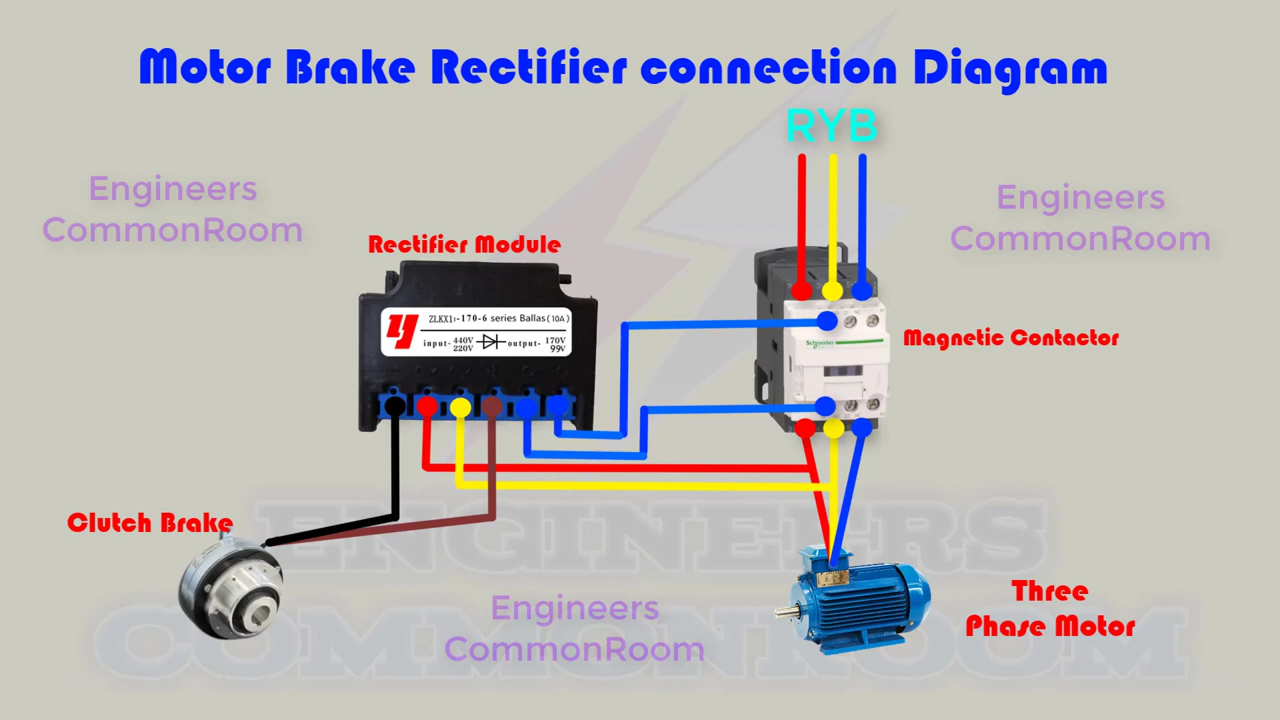 Motor Brake Rectifier connection Diagram
RYB
Engineers
CommonRoom
Engineers
CommonRoom
Rectifier Module
ZLKX1:-170-6 series Ballas(10A)
input- 440V 220V output- 170V 99V
Schneider
Magnetic Contactor
Clutch Brake
ENGINEERS
COMMONROOM
Engineers
CommonRoom
Three
Phase Motor